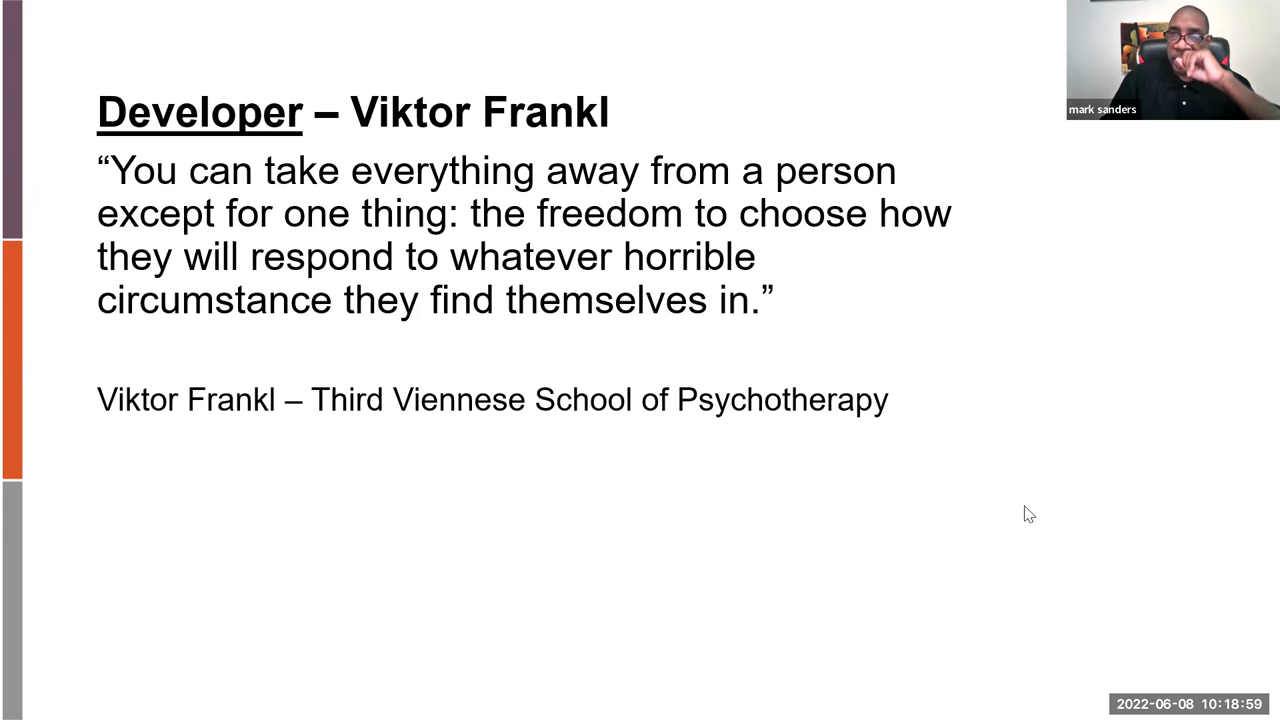 Developer – Viktor Frankl
“You can take everything away from a person
except for one thing: the freedom to choose how
they will respond to whatever horrible
circumstance they find themselves in.”
Viktor Frankl – Third Viennese School of Psychotherapy
mark sanders
2022-06-08 10:18:59